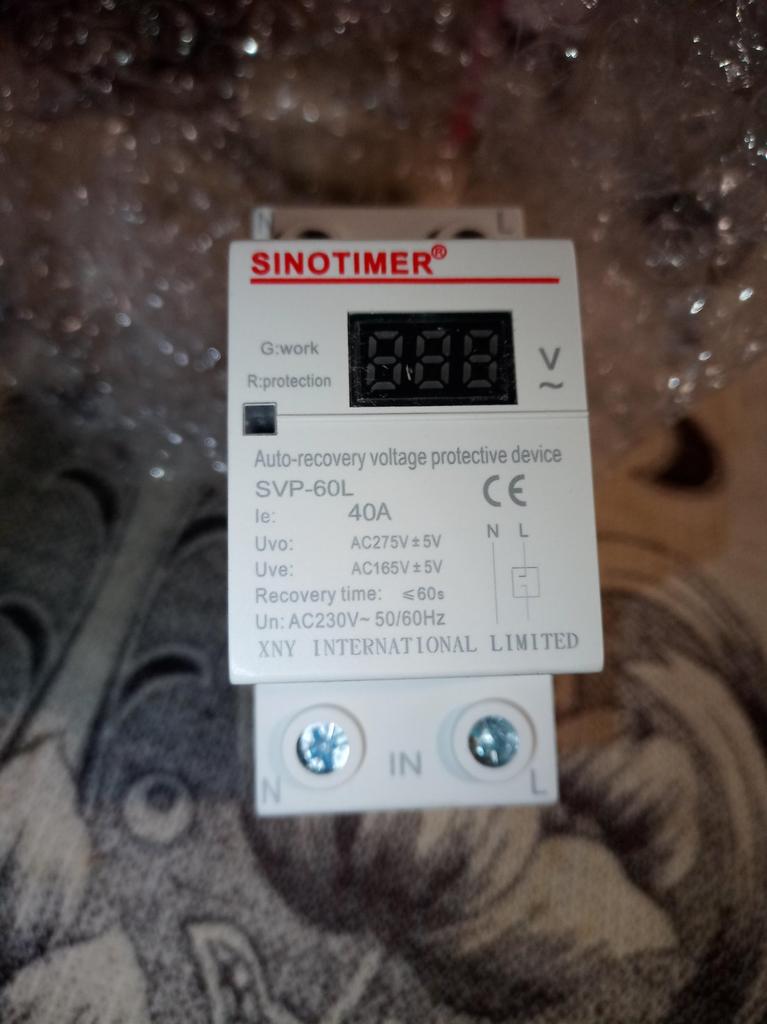 N L
SINOTIMER®
G:work
888 V~
R:protection
Auto-recovery voltage protective device
SVP-60L CE
Ie: 40A
N L
Uvo: AC275V±5V
Uve: AC165V±5V
Recovery time: ≤60s
Un: AC230V~ 50/60Hz
XNY INTERNATIONAL LIMITED
N IN L